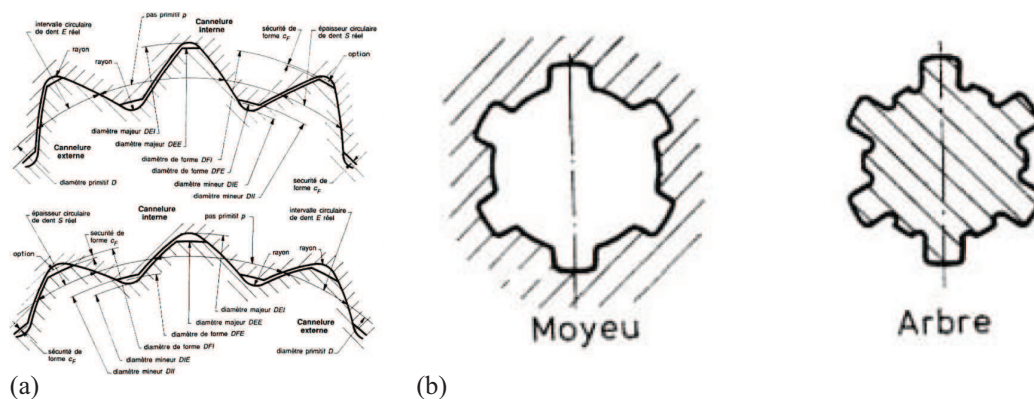 intervalle circulaire
de dent E réel
pas primitif p
Cannelure
interne
sécurité de
forme cF
épaisseur circulaire
de dent S réel
rayon
rayon
option
diamètre majeur DEI
diamètre majeur DEE
Cannelure
externe
diamètre de forme DFI
diamètre de forme DFE
diamètre mineur DIE
diamètre mineur DII
diamètre primitif D
sécurité de
forme cF
épaisseur circulaire
de dent S réel
Cannelure
interne
pas primitif p
intervalle circulaire
de dent E réel
sécurité de
forme cF
option
rayon
rayon
diamètre majeur DEI
diamètre majeur DEE
Cannelure
externe
diamètre de forme DFE
sécurité de
forme cF
diamètre de forme DFI
diamètre primitif D
diamètre mineur DIE
diamètre mineur DII
Moyeu
Arbre
(a)
(b)